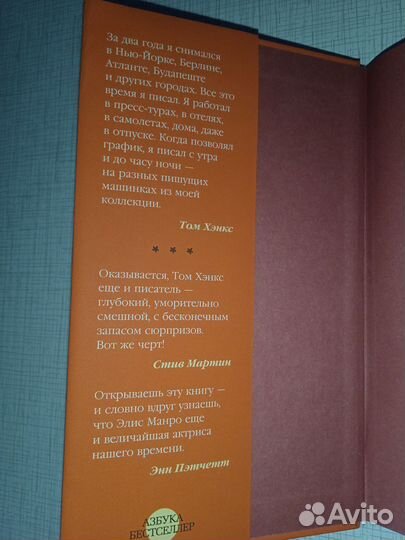 За два года я снимался
в Нью-Йорке, Берлине,
Атланте, Будапеште
и других городах. Все это
время я писал. Я работал
в пресс-турах, в отелях,
в самолетах, дома, даже
в отпуске. Когда позволял
график, я писал с утра
и до часу ночи —
на разных пишущих
машинках из моей
коллекции.
Том Хэнкс
Оказывается, Том Хэнкс
еще и писатель —
глубокий, уморительно
смешной, с бесконечным
запасом сюрпризов.
Вот же черт!
Стив Мартин
Открываешь эту книгу —
и словно вдруг узнаешь,
что Элис Манро еще
и величайшая актриса
нашего времени.
Энн Пэтчетт
АЗБУКА
БЕСТСЕЛЛЕР
Avito